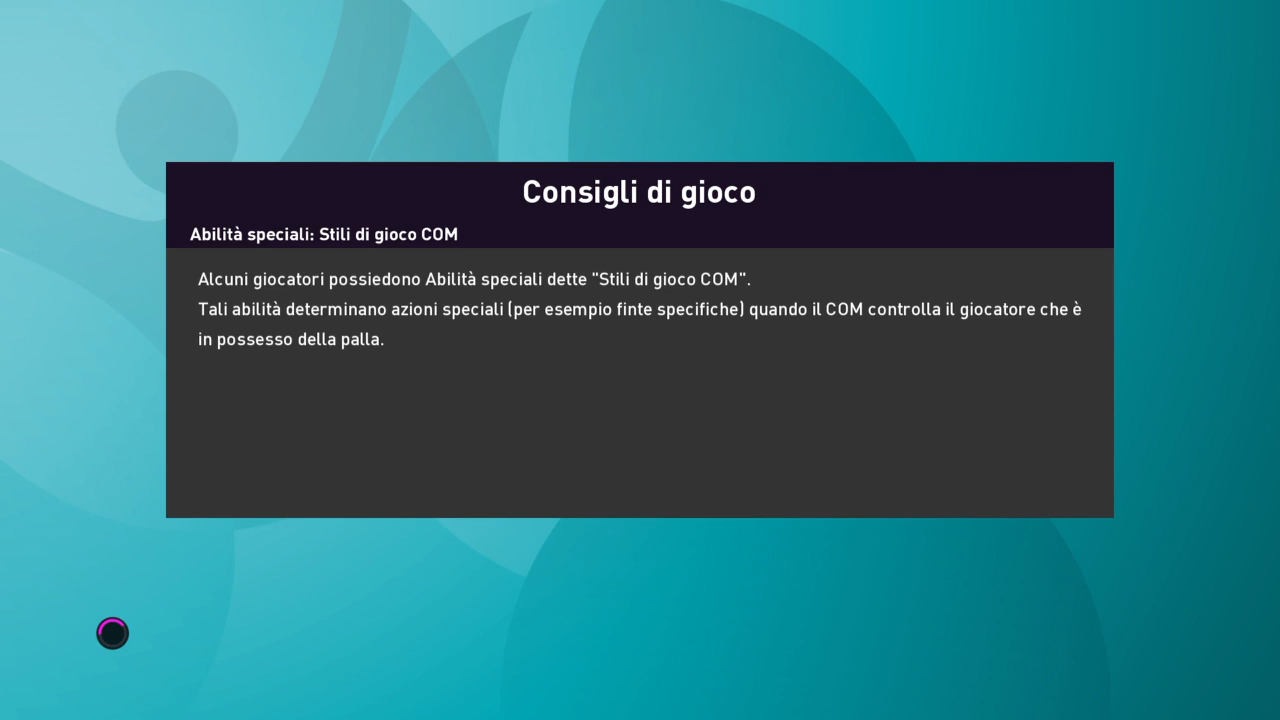 Consigli di gioco
Abilità speciali: Stili di gioco COM
Alcuni giocatori possiedono Abilità speciali dette "Stili di gioco COM".
Tali abilità determinano azioni speciali (per esempio finte specifiche) quando il COM controlla il giocatore che è
in possesso della palla.